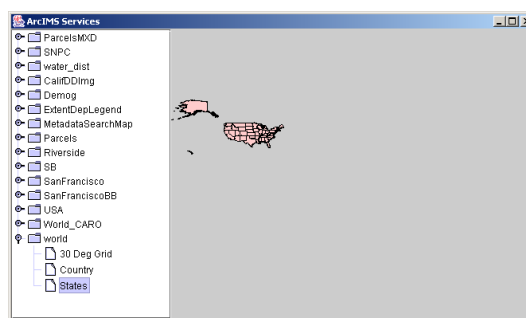 ArcIMS Services
ParcelsMXD
SNPC
water_dist
CalifDDImg
Demog
ExtentDepLegend
MetadataSearchMap
Parcels
Riverside
SB
SanFrancisco
SanFranciscoBB
USA
World_CARO
world
30 Deg Grid
Country
States